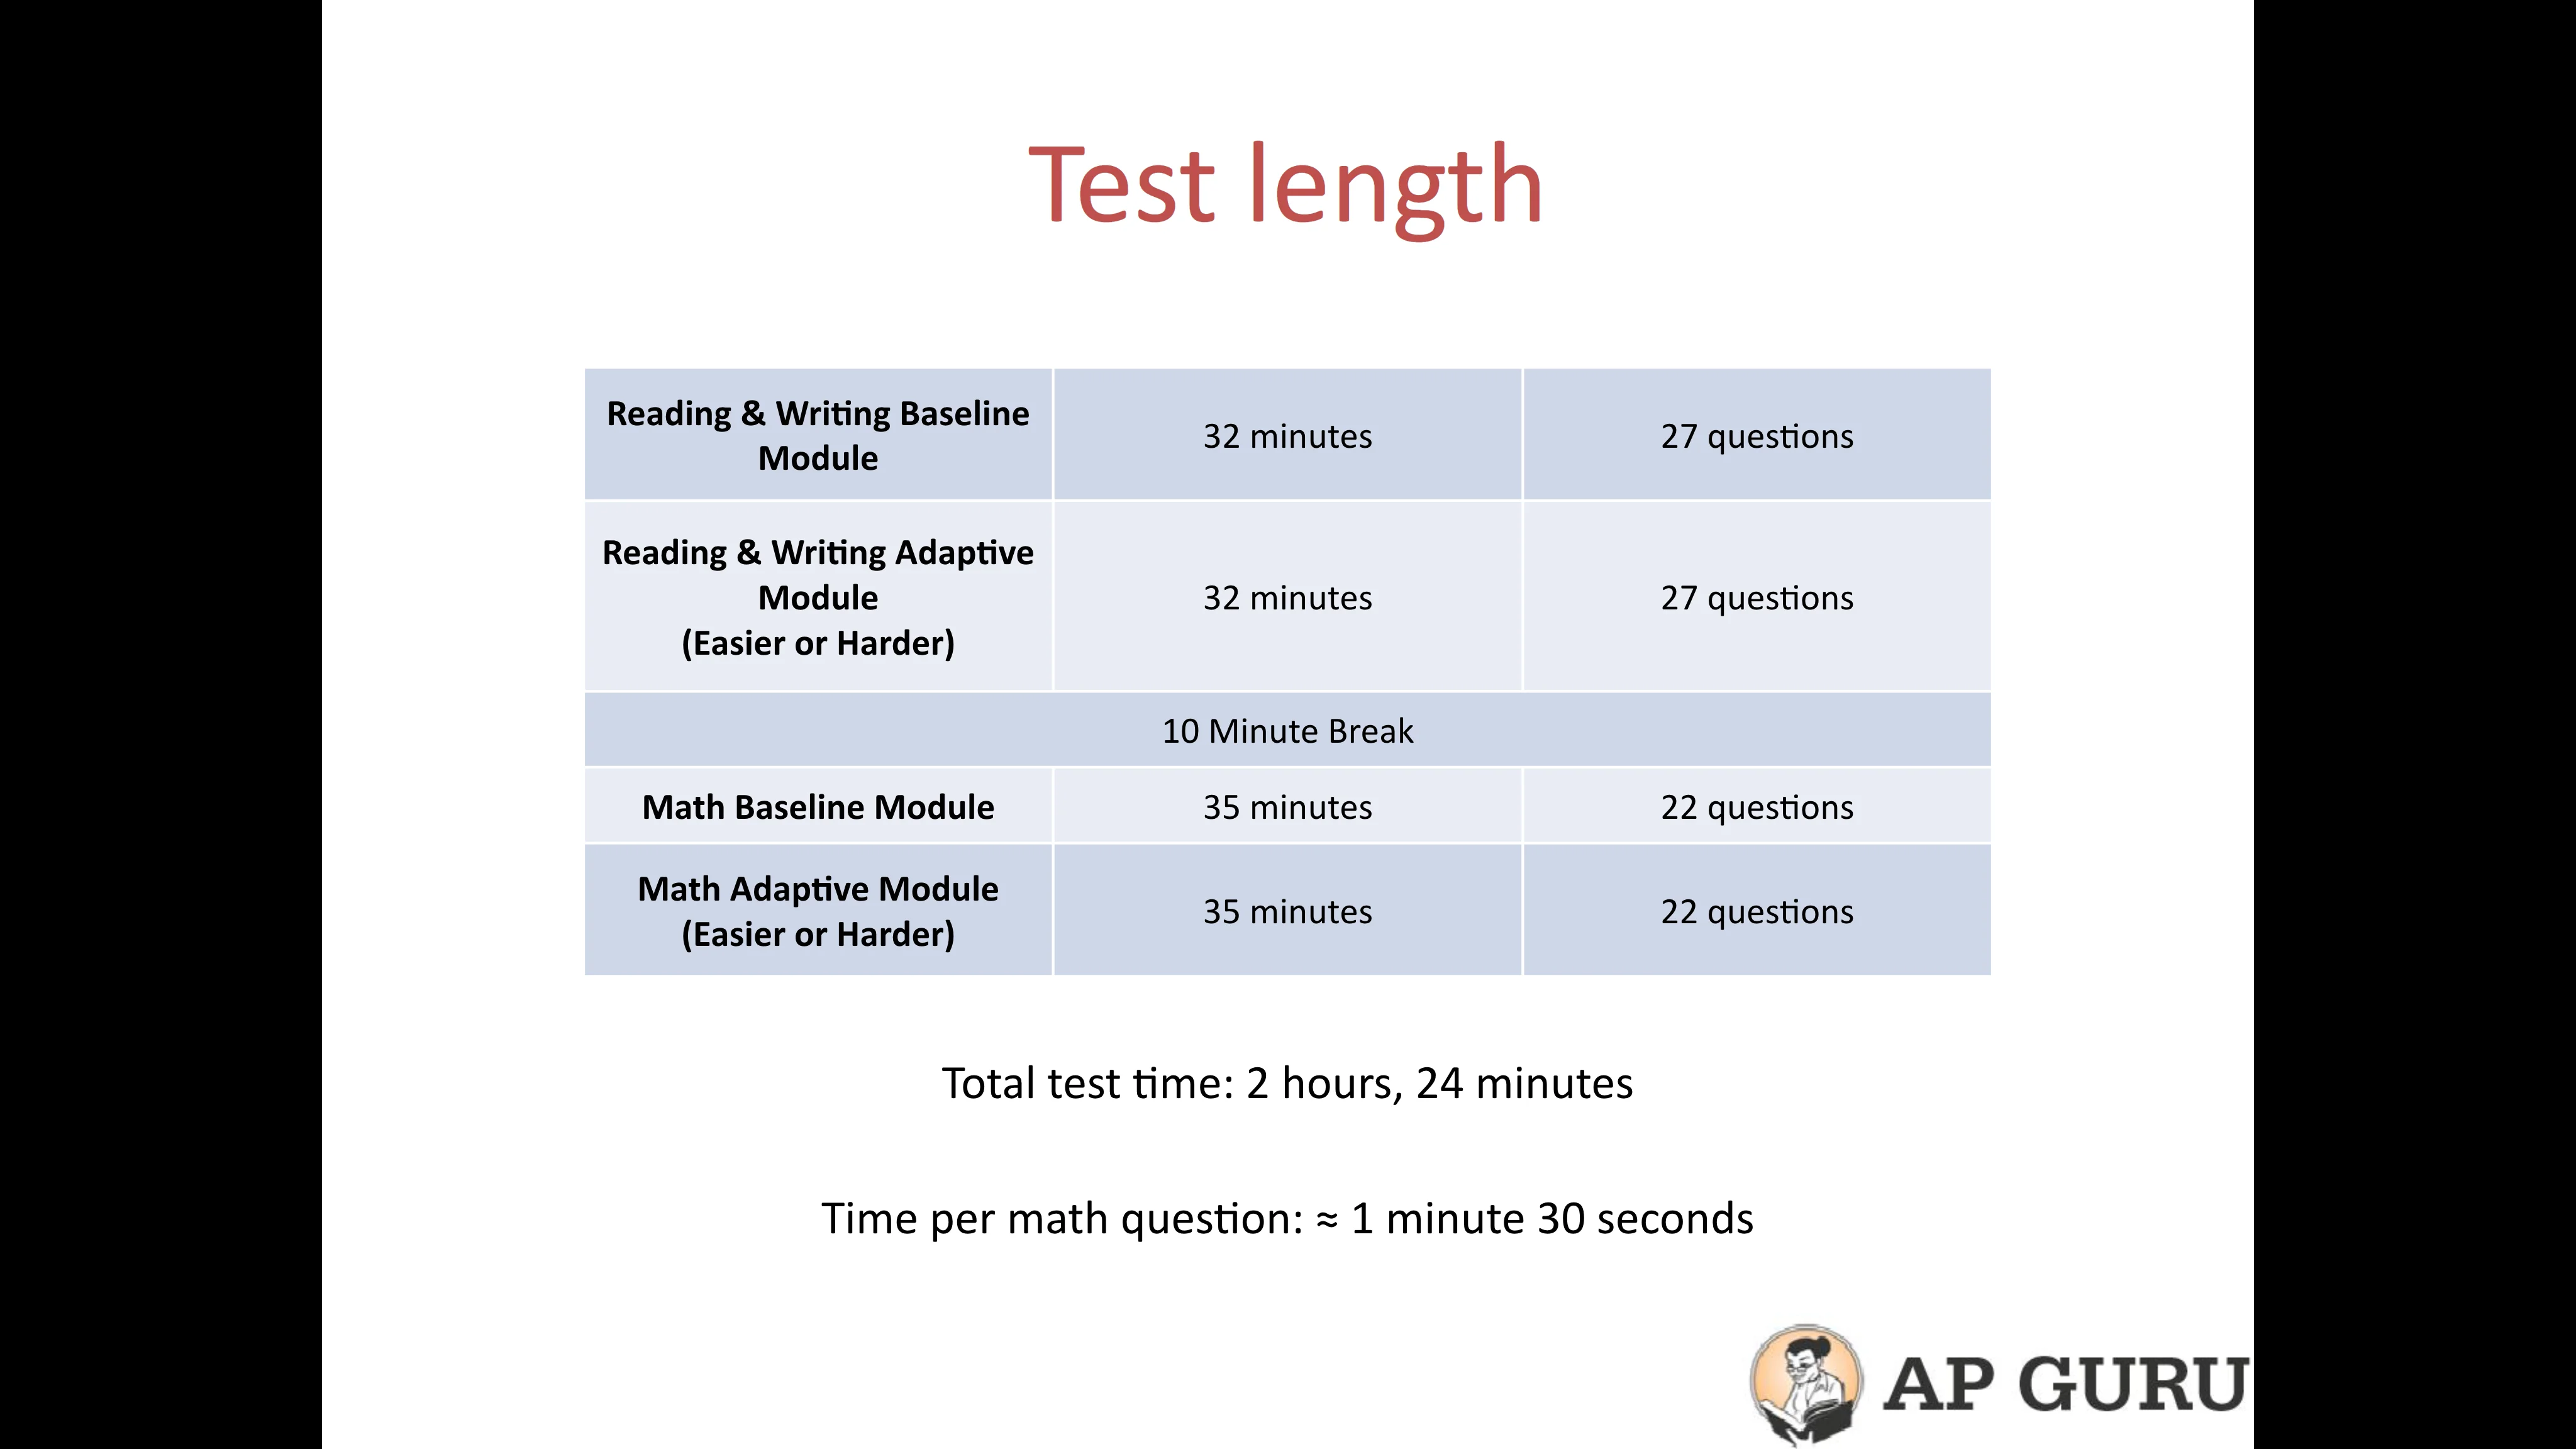 Test length
Reading & Writing Baseline
Module
32 minutes
27 questions
Reading & Writing Adaptive
Module
(Easier or Harder)
32 minutes
27 questions
10 Minute Break
Math Baseline Module
35 minutes
22 questions
Math Adaptive Module
(Easier or Harder)
35 minutes
22 questions
Total test time: 2 hours, 24 minutes
Time per math question: ≈ 1 minute 30 seconds
AP GURU